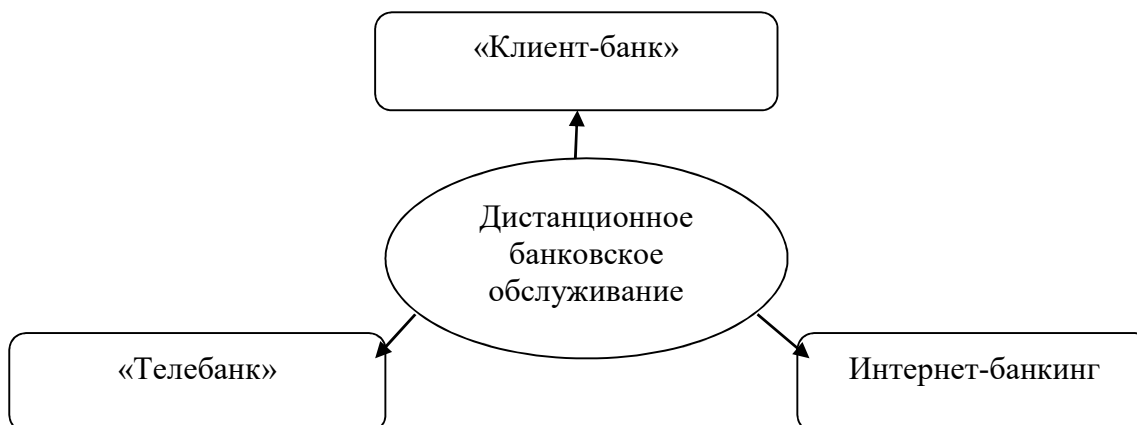 «Клиент-банк»
Дистанционное
банковское
обслуживание
«Телебанк»
Интернет-банкинг